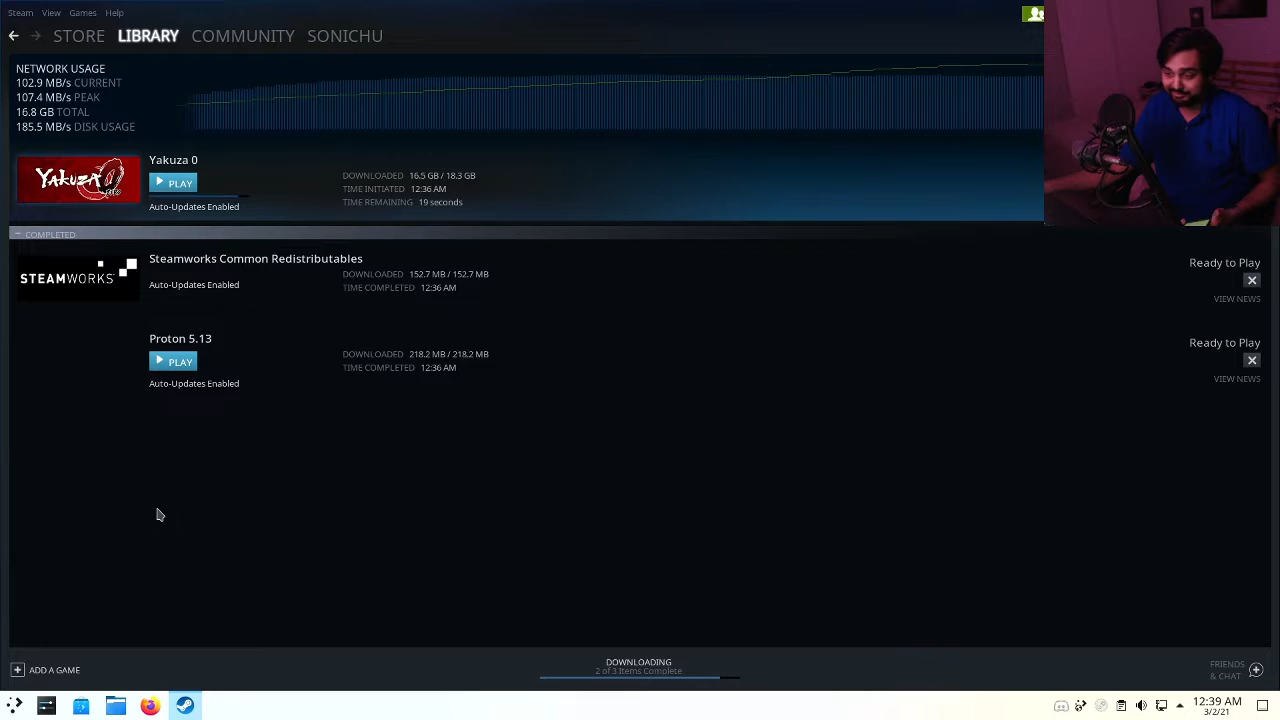 Steam View Games Help
STORE LIBRARY COMMUNITY SONICHU
NETWORK USAGE
102.9 MB/s CURRENT
107.4 MB/s PEAK
16.8 GB TOTAL
185.5 MB/s DISK USAGE
YAKUZA 0
Yakuza 0
PLAY
Auto-Updates Enabled
DOWNLOADED 16.5 GB / 18.3 GB
TIME INITIATED 12:36 AM
TIME REMAINING 19 seconds
COMPLETED
STEAMWORKS
Steamworks Common Redistributables
Auto-Updates Enabled
DOWNLOADED 152.7 MB / 152.7 MB
TIME COMPLETED 12:36 AM
Ready to Play
VIEW NEWS
Proton 5.13
PLAY
Auto-Updates Enabled
DOWNLOADED 218.2 MB / 218.2 MB
TIME COMPLETED 12:36 AM
Ready to Play
VIEW NEWS
ADD A GAME
DOWNLOADING
2 of 3 Items Complete
FRIENDS
& CHAT
12:39 AM
3/2/21